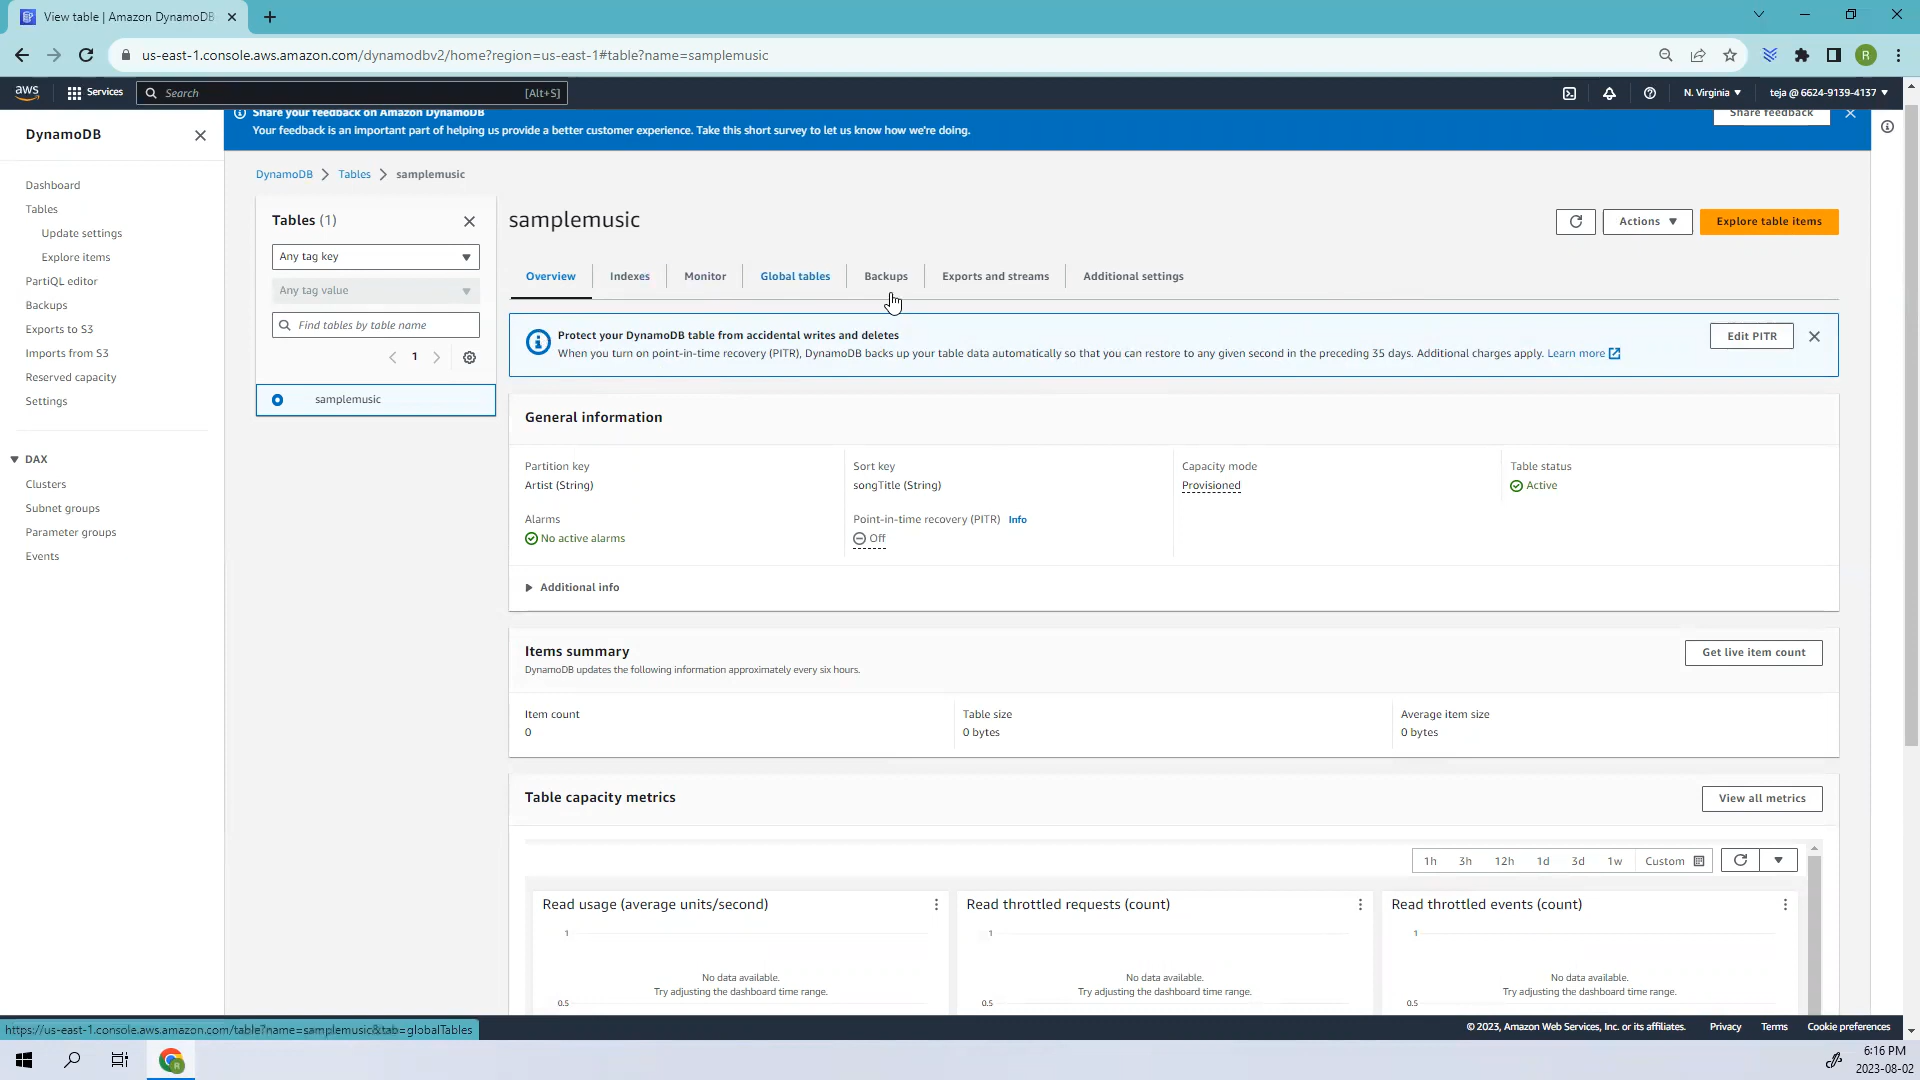 View table | Amazon DynamoDB
us-east-1.console.aws.amazon.com/dynamodbv2/home?region=us-east-1#table?name=samplemusic
R
aws
Services
Search
[Alt+S]
N. Virginia
teja @ 6624-9139-4137
DynamoDB
Share your feedback on Amazon DynamoDB
Your feedback is an important part of helping us provide a better customer experience. Take this short survey to let us know how we're doing.
Share feedback
Dashboard
Tables
Update settings
Explore items
PartiQL editor
Backups
Exports to S3
Imports from S3
Reserved capacity
Settings
DAX
Clusters
Subnet groups
Parameter groups
Events
DynamoDB
Tables
samplemusic
Tables (1)
Any tag key
Any tag value
Find tables by table name
1
samplemusic
samplemusic
Actions
Explore table items
Overview
Indexes
Monitor
Global tables
Backups
Exports and streams
Additional settings
Protect your DynamoDB table from accidental writes and deletes
When you turn on point-in-time recovery (PITR), DynamoDB backs up your table data automatically so that you can restore to any given second in the preceding 35 days. Additional charges apply. Learn more
Edit PITR
General information
Partition key
Artist (String)
Sort key
songTitle (String)
Capacity mode
Provisioned
Table status
Active
Alarms
No active alarms
Point-in-time recovery (PITR) Info
Off
Additional info
Items summary
DynamoDB updates the following information approximately every six hours.
Get live item count
Item count
0
Table size
0 bytes
Average item size
0 bytes
Table capacity metrics
View all metrics
1h
3h
12h
1d
3d
1w
Custom
Read usage (average units/second)
1
No data available.
Try adjusting the dashboard time range.
0.5
Read throttled requests (count)
1
No data available.
Try adjusting the dashboard time range.
0.5
Read throttled events (count)
1
No data available.
Try adjusting the dashboard time range.
0.5
https://us-east-1.console.aws.amazon.com/table?name=samplemusic&tab=globalTables
© 2023, Amazon Web Services, Inc. or its affiliates.
Privacy
Terms
Cookie preferences
R
6:16 PM
2023-08-02